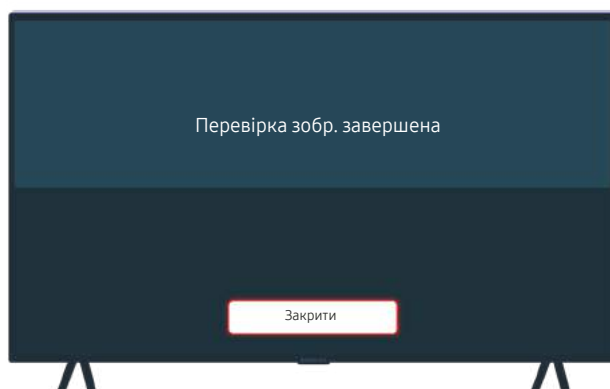 Перевірка зобр. завершена
Закрити